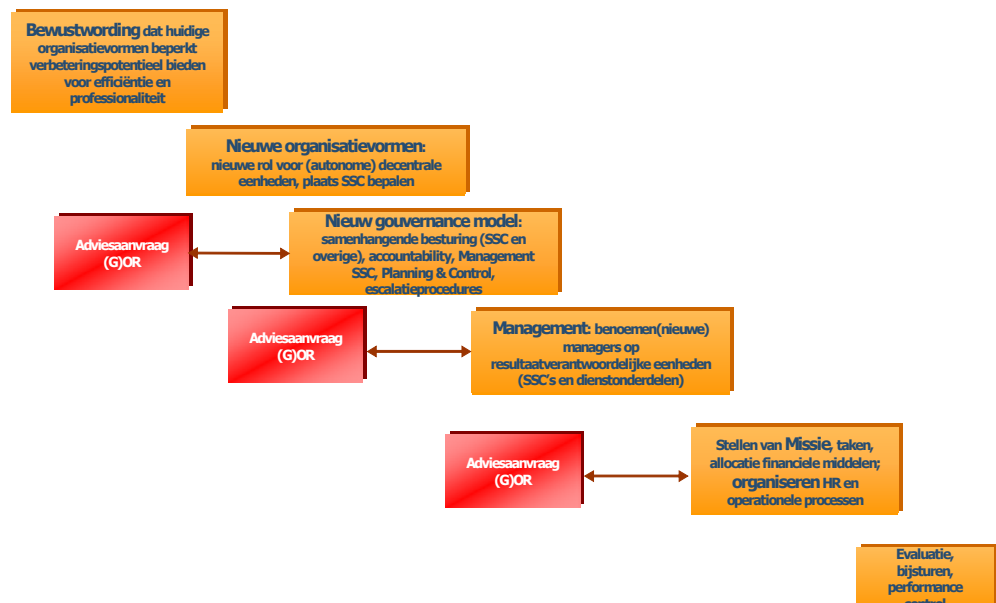 Bewustwording dat huidige
organisatievormen beperkt
verbeteringspotentieel bieden
voor efficiëntie en
professionaliteit
Nieuwe organisatievormen:
nieuwe rol voor (autonome) decentrale
eenheden, plaats SSC bepalen
Adviesaanvraag
(G)OR
Nieuw gouvernance model:
samenhangende besturing (SSC en
overige), accountability, Management
SSC, Planning & Control,
escalatieprocedures
Adviesaanvraag
(G)OR
Management: benoemen(nieuwe)
managers op
resultaatverantwoordelijke eenheden
(SSC's en dienstonderdelen)
Adviesaanvraag
(G)OR
Stellen van Missie, taken,
allocatie financiele middelen;
organiseren HR en
operationele processen
Evaluatie,
bijsturen,
performance